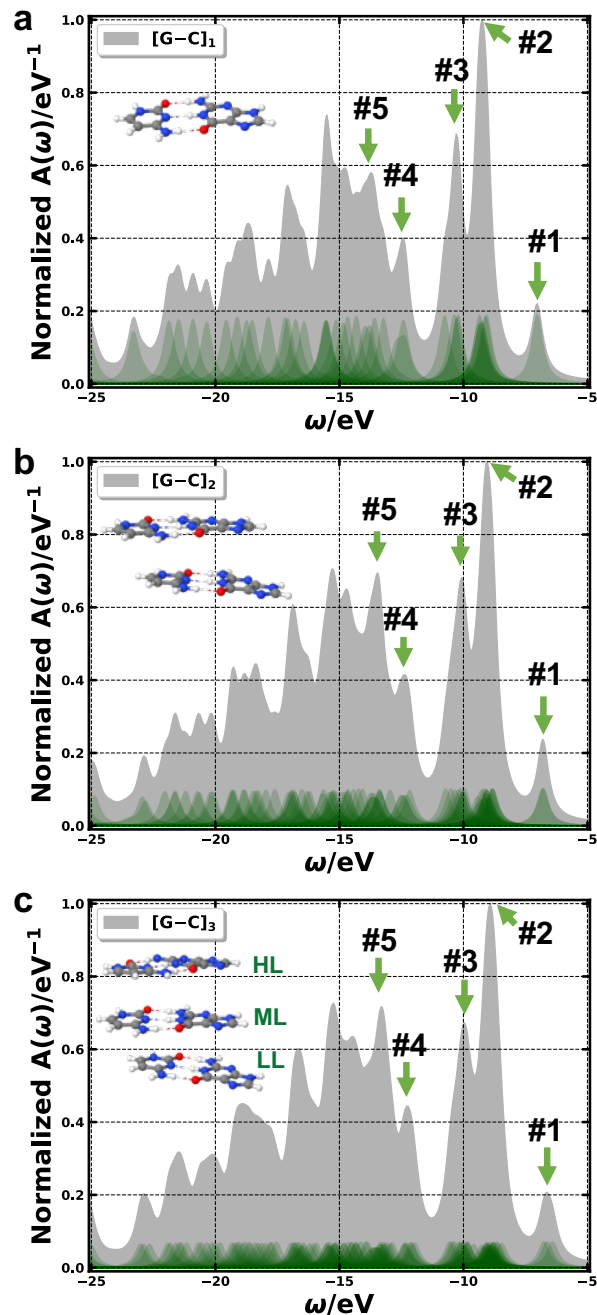 a
[G−C]₁
#2
#3
#5
#4
#1
Normalized A(ω)/eV⁻¹
1.0
0.8
0.6
0.4
0.2
0.0
−25 −20 −15 −10 −5
ω/eV
b
[G−C]₂
#2
#5
#3
#4
#1
Normalized A(ω)/eV⁻¹
1.0
0.8
0.6
0.4
0.2
0.0
−25 −20 −15 −10 −5
ω/eV
c
[G−C]₃
#2
#5
#3
HL
ML
#4
LL
#1
Normalized A(ω)/eV⁻¹
1.0
0.8
0.6
0.4
0.2
0.0
−25 −20 −15 −10 −5
ω/eV